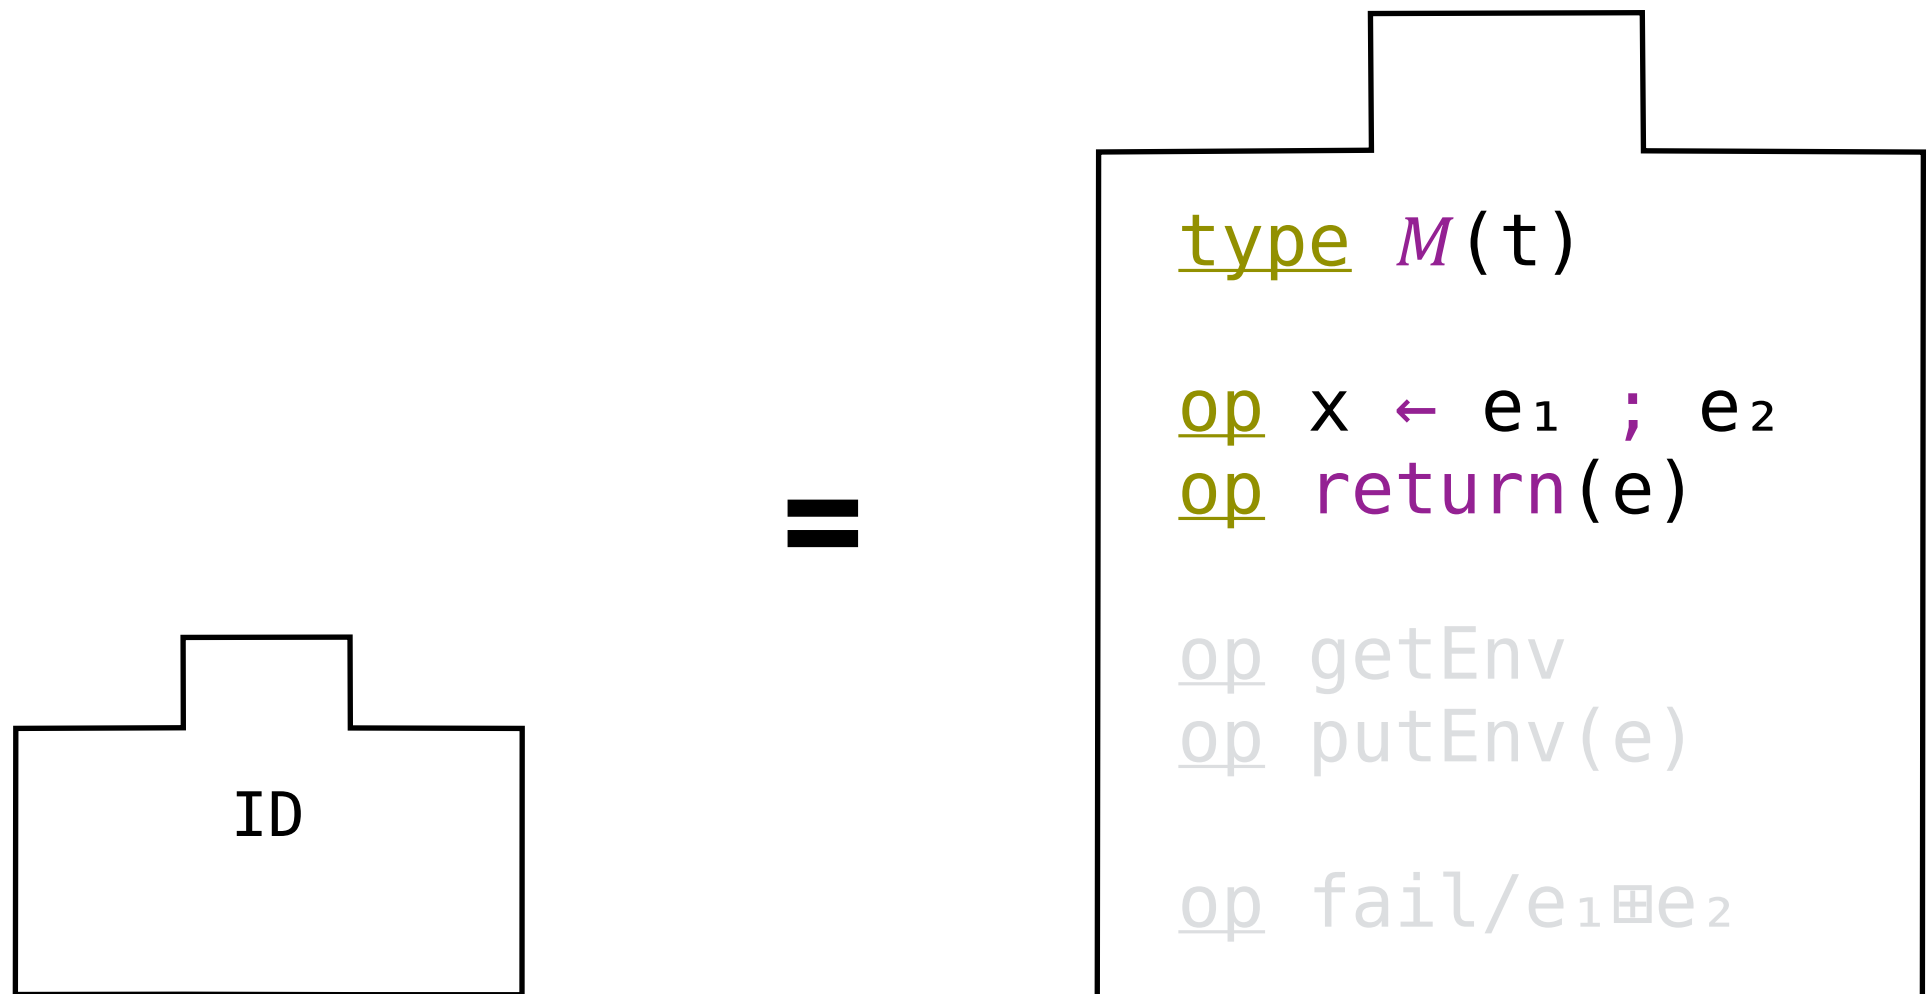 ID
=
type M(t)
op x ← e₁ ; e₂
op return(e)
op getEnv
op putEnv(e)
op fail/e₁⊞e₂